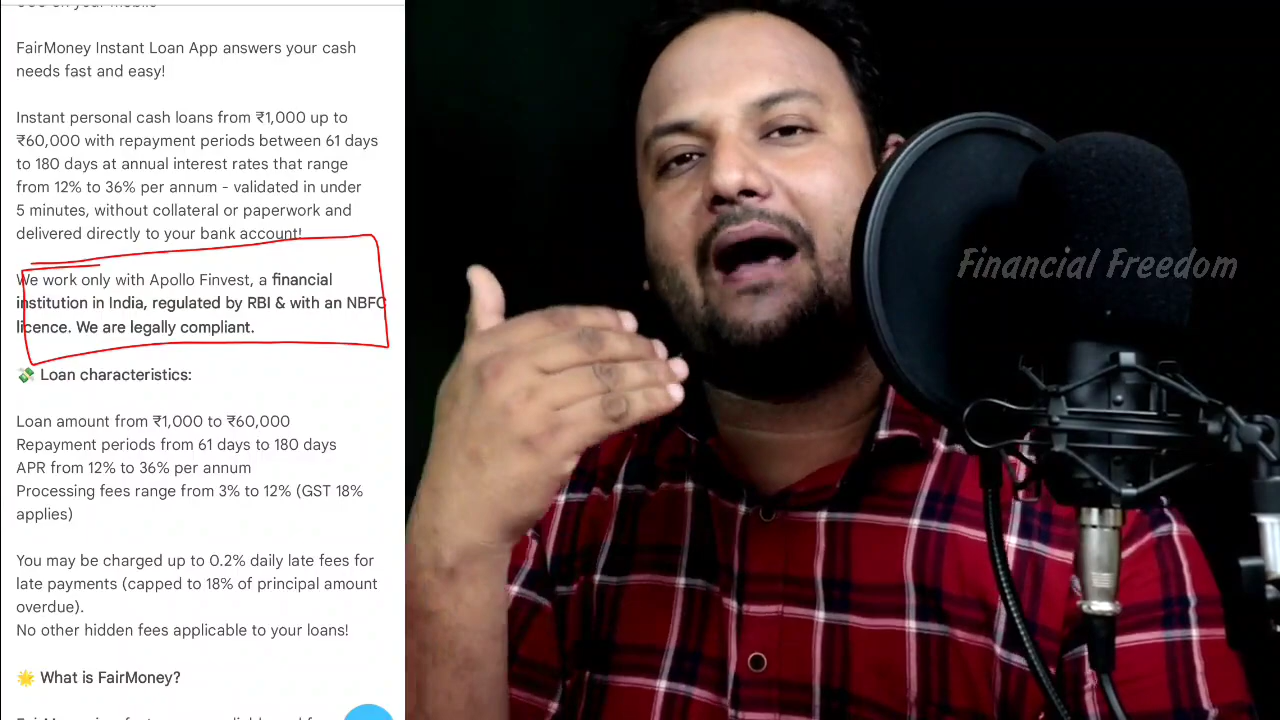 FairMoney Instant Loan App answers your cash
needs fast and easy!
Instant personal cash loans from ₹1,000 up to
₹60,000 with repayment periods between 61 days
to 180 days at annual interest rates that range
from 12% to 36% per annum - validated in under
5 minutes, without collateral or paperwork and
delivered directly to your bank account!
We work only with Apollo Finvest, a financial
institution in India, regulated by RBI & with an NBFC
licence. We are legally compliant.
💸 Loan characteristics:
Loan amount from ₹1,000 to ₹60,000
Repayment periods from 61 days to 180 days
APR from 12% to 36% per annum
Processing fees range from 3% to 12% (GST 18%
applies)
You may be charged up to 0.2% daily late fees for
late payments (capped to 18% of principal amount
overdue).
No other hidden fees applicable to your loans!
🌟 What is FairMoney?
Financial Freedom